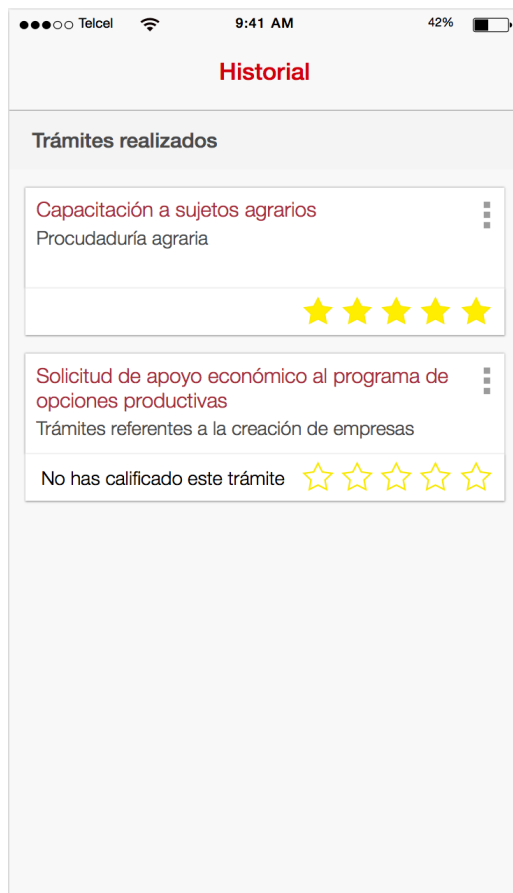 Telcel 9:41 AM 42%
Historial
Trámites realizados
Capacitación a sujetos agrarios
Procudaduría agraria
Solicitud de apoyo económico al programa de
opciones productivas
Trámites referentes a la creación de empresas
No has calificado este trámite